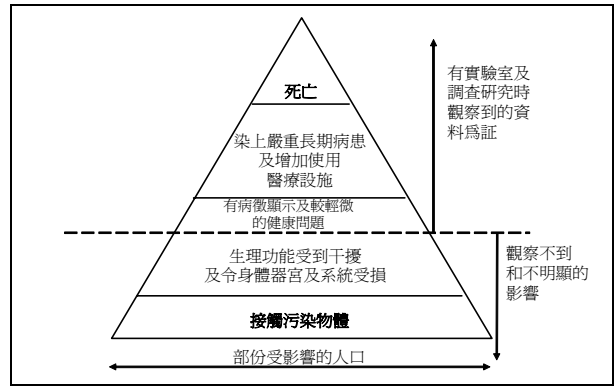 死亡
染上嚴重長期病患
及增加使用
醫療設施
有病徵顯示及較輕微
的健康問題
生理功能受到干擾
及令身體器宮及系統受損
接觸污染物體
部份受影響的人口
有實驗室及
調查研究時
觀察到的資
料爲証
觀察不到
和不明顯的
影響